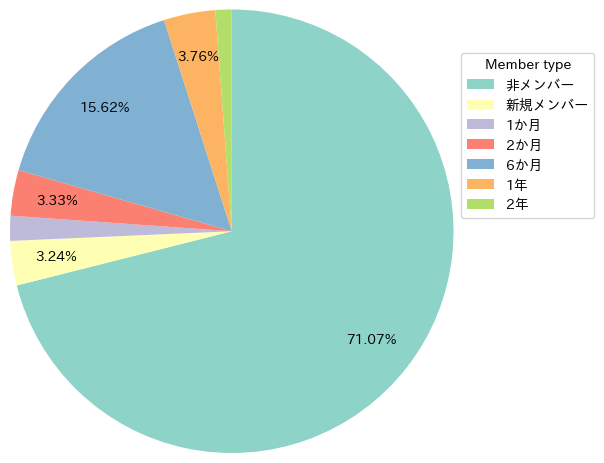 3.76%
15.62%
3.33%
3.24%
71.07%
Member type
非メンバー
新規メンバー
1か月
2か月
6か月
1年
2年